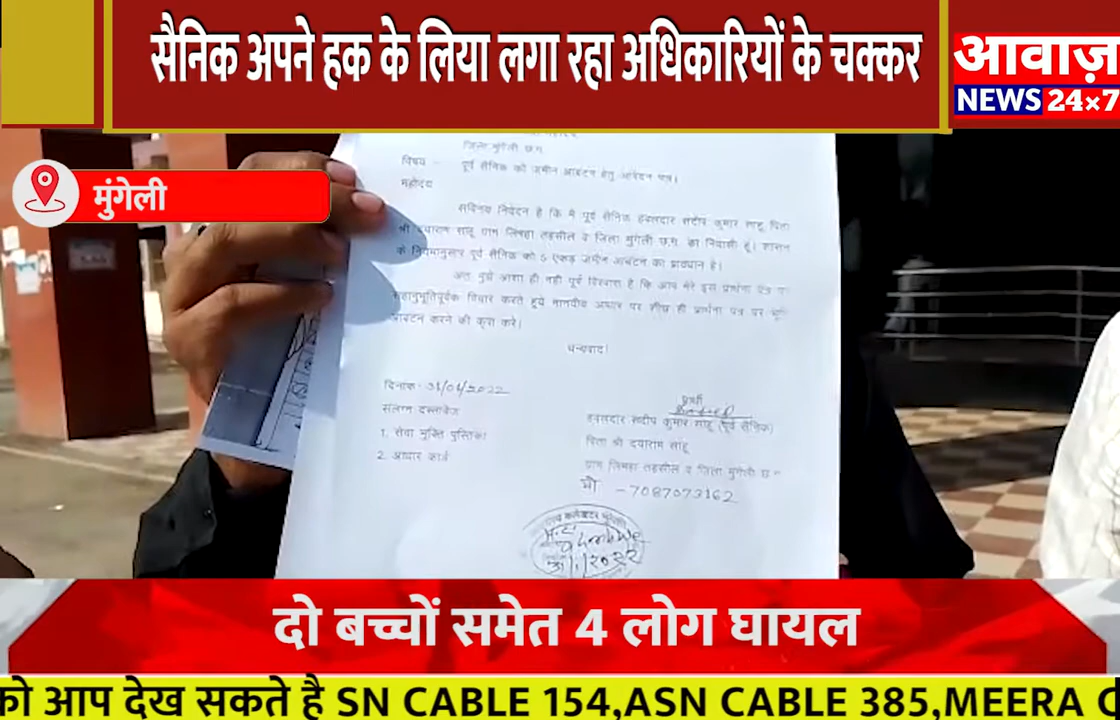 सैनिक अपने हक के लिया लगा रहा अधिकारियों के चक्कर
आवाज़
NEWS 24×7
मुंगेली
जिला मुंगेली छ.ग.
विषय - पूर्व सैनिक को जमीन आबंटन हेतु आवेदन पत्र।
महोदय
सविनय निवेदन है कि मै पूर्व सैनिक हवलदार संदीप कुमार साहू पिता
श्री दयाराम साहू ग्राम लिमहा तहसील व जिला मुंगेली छ.ग. का निवासी हूं। शासन
के नियमानुसार पूर्व सैनिक को 5 एकड़ जमीन आबंटन का प्रावधान है।
अतः मुझे आशा ही नही पूर्ण विश्वास है कि आप मेरे इस प्रार्थना पत्र पर
सहानुभूतिपूर्वक विचार करते हुये मानवीय आधार पर शीघ्र ही प्रार्थना पत्र पर
आबंटन करने की कृपा करे।
धन्यवाद।
दिनांक- 31/01/2022
संलग्न दस्तावेज
1. सेवा मुक्ति पुस्तिका
2. आधार कार्ड
प्रार्थी
हवलदार संदीप कुमार साहू (पूर्व सैनिक)
पिता श्री दयाराम साहू
ग्राम लिमहा तहसील व जिला मुंगेली छ.ग.
मो -7087073162
कलेक्टर मुंगेली
दो बच्चों समेत 4 लोग घायल
को आप देख सकते है SN CABLE 154,ASN CABLE 385,MEERA